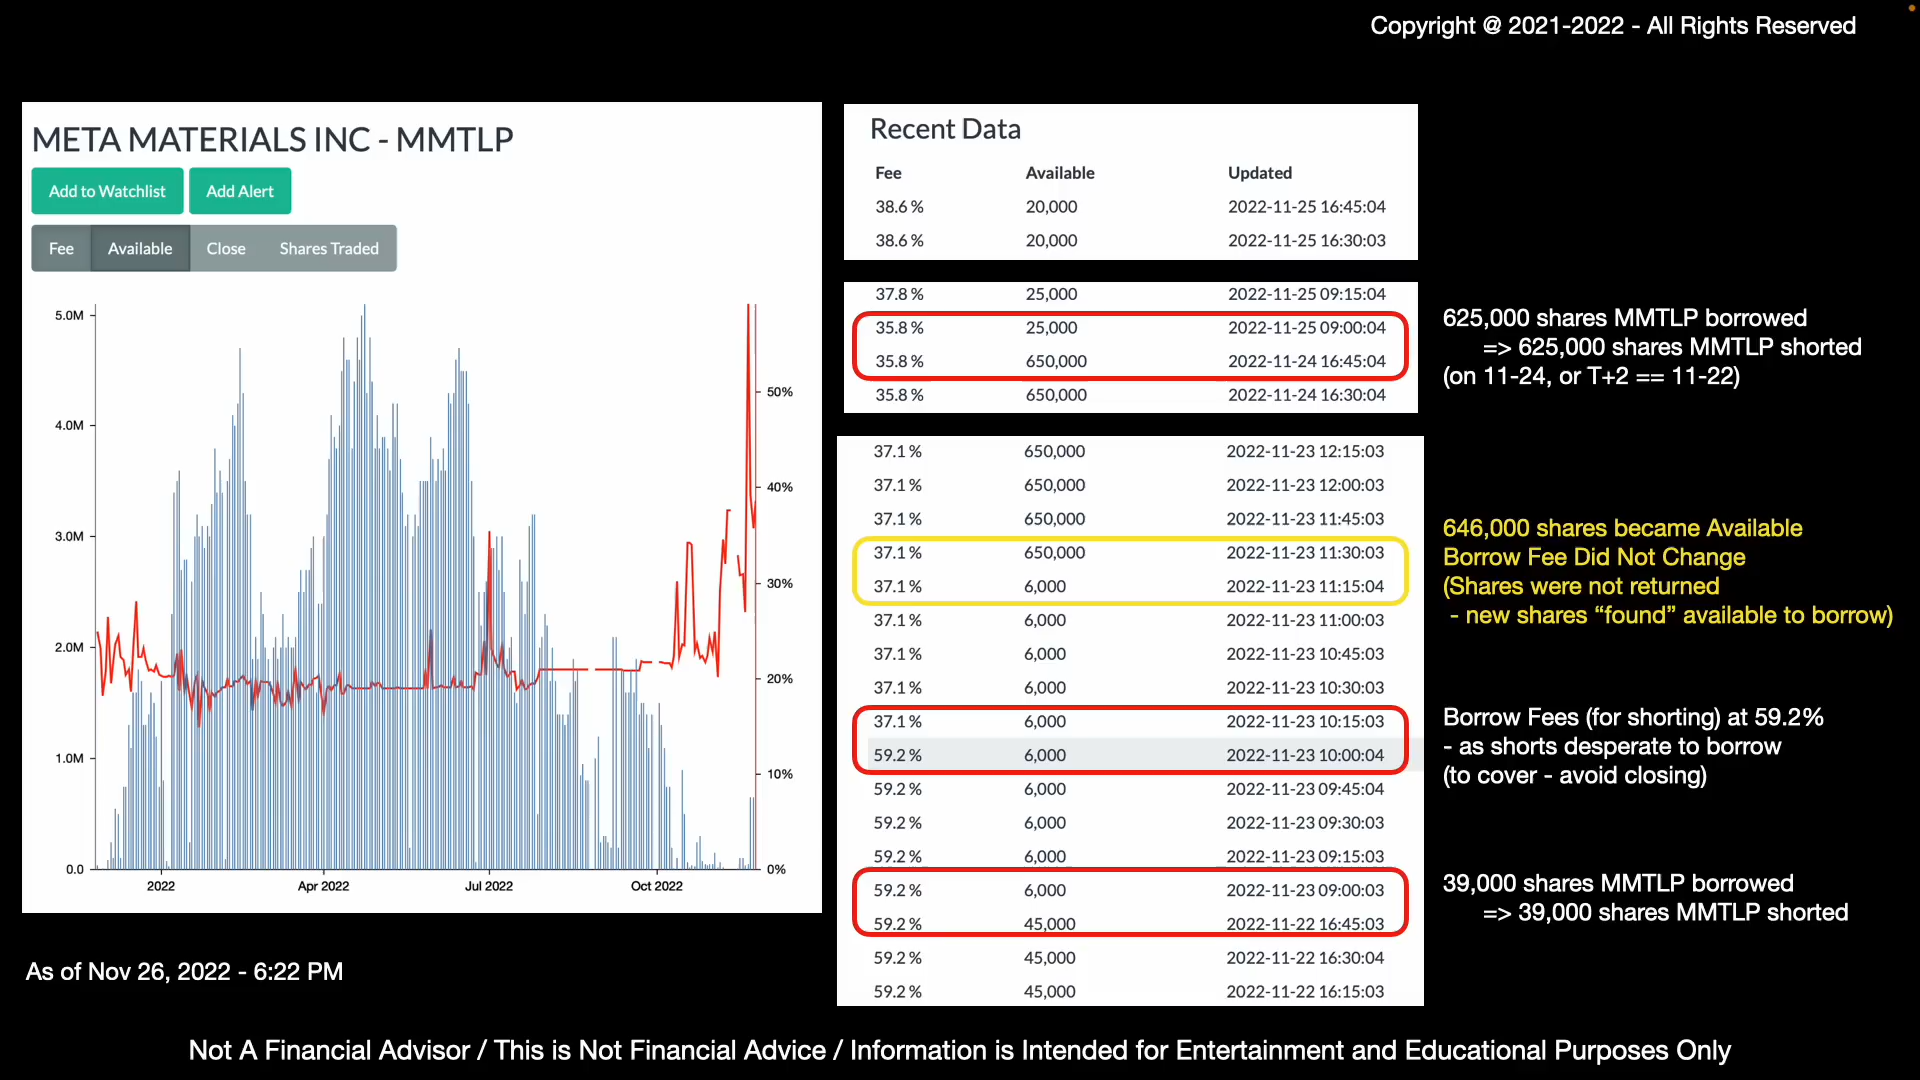 Copyright @ 2021-2022 - All Rights Reserved
META MATERIALS INC - MMTLP
Add to Watchlist Add Alert
Fee Available Close Shares Traded
5.0M
4.0M
3.0M
2.0M
1.0M
0.0
50%
40%
30%
20%
10%
0%
2022 Apr 2022 Jul 2022 Oct 2022
As of Nov 26, 2022 - 6:22 PM
Recent Data
Fee Available Updated
38.6 % 20,000 2022-11-25 16:45:04
38.6 % 20,000 2022-11-25 16:30:03
37.8 % 25,000 2022-11-25 09:15:04
35.8 % 25,000 2022-11-25 09:00:04
35.8 % 650,000 2022-11-24 16:45:04
35.8 % 650,000 2022-11-24 16:30:04
37.1 % 650,000 2022-11-23 12:15:03
37.1 % 650,000 2022-11-23 12:00:03
37.1 % 650,000 2022-11-23 11:45:03
37.1 % 650,000 2022-11-23 11:30:03
37.1 % 6,000 2022-11-23 11:15:04
37.1 % 6,000 2022-11-23 11:00:03
37.1 % 6,000 2022-11-23 10:45:03
37.1 % 6,000 2022-11-23 10:30:03
37.1 % 6,000 2022-11-23 10:15:03
59.2 % 6,000 2022-11-23 10:00:04
59.2 % 6,000 2022-11-23 09:45:04
59.2 % 6,000 2022-11-23 09:30:03
59.2 % 6,000 2022-11-23 09:15:03
59.2 % 6,000 2022-11-23 09:00:03
59.2 % 45,000 2022-11-22 16:45:03
59.2 % 45,000 2022-11-22 16:30:04
59.2 % 45,000 2022-11-22 16:15:03
625,000 shares MMTLP borrowed
=> 625,000 shares MMTLP shorted
(on 11-24, or T+2 == 11-22)
646,000 shares became Available
Borrow Fee Did Not Change
(Shares were not returned
- new shares “found” available to borrow)
Borrow Fees (for shorting) at 59.2%
- as shorts desperate to borrow
(to cover - avoid closing)
39,000 shares MMTLP borrowed
=> 39,000 shares MMTLP shorted
Not A Financial Advisor / This is Not Financial Advice / Information is Intended for Entertainment and Educational Purposes Only